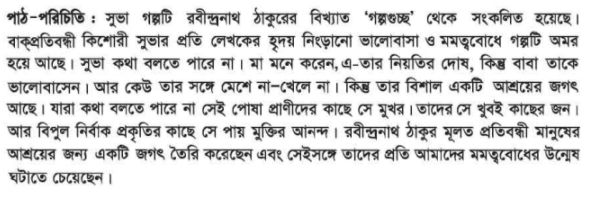 পাঠ-পরিচিতি : সুভা গল্পটি রবীন্দ্রনাথ ঠাকুরের বিখ্যাত ‘গল্পগুচ্ছ’ থেকে সংকলিত হয়েছে।
বাক্‌প্রতিবন্ধী কিশোরী সুভার প্রতি লেখকের হৃদয় নিংড়ানো ভালোবাসা ও মমত্ববোধে গল্পটি অমর
হয়ে আছে। সুভা কথা বলতে পারে না। মা মনে করেন, এ-তার নিয়তির দোষ, কিন্তু বাবা তাকে
ভালোবাসেন। আর কেউ তার সঙ্গে মেশে না-খেলে না। কিন্তু তার বিশাল একটি আশ্রয়ের জগৎ
আছে। যারা কথা বলতে পারে না সেই পোষা প্রাণীদের কাছে সে মুখর। তাদের সে খুবই কাছের জন।
আর বিপুল নির্বাক প্রকৃতির কাছে সে পায় মুক্তির আনন্দ। রবীন্দ্রনাথ ঠাকুর মূলত প্রতিবন্ধী মানুষের
আশ্রয়ের জন্য একটি জগৎ তৈরি করেছেন এবং সেইসঙ্গে তাদের প্রতি আমাদের মমত্ববোধের উন্মেষ
ঘটাতে চেয়েছেন।